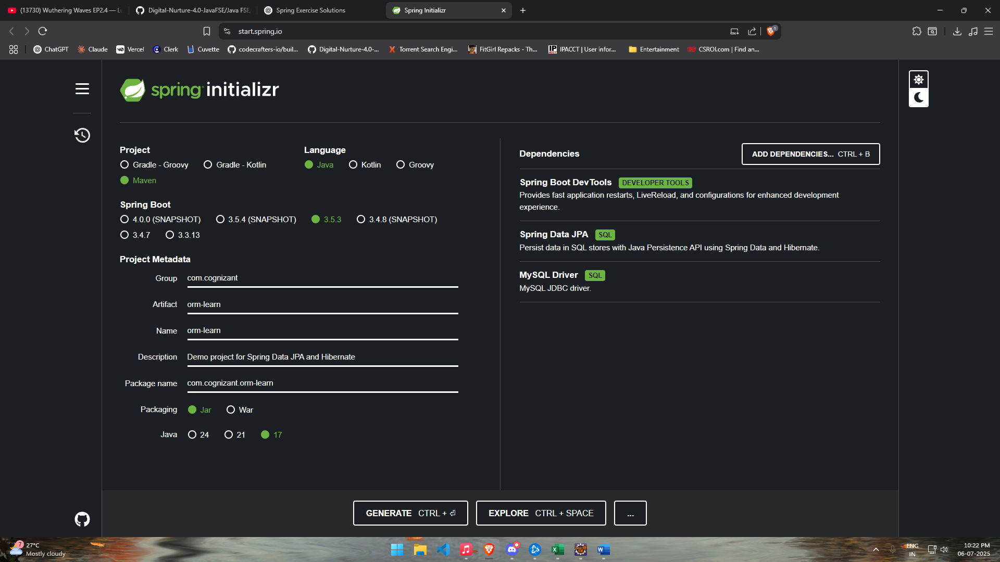 (13730) Wuthering Waves EP2.4 — Lu
Digital-Nurture-4.0-JavaFSE/Java FSE
Spring Exercise Solutions
Spring Initializr
start.spring.io
1
ChatGPT
Claude
Vercel
Clerk
Cuvette
codecrafters-io/buil...
Digital-Nurture-4.0-...
Torrent Search Engi...
FitGirl Repacks - Th...
IPACCT | User infor...
Entertainment
CSROI.com | Find an...
spring initializr
Project
Gradle - Groovy
Gradle - Kotlin
Maven
Language
Java
Kotlin
Groovy
Spring Boot
4.0.0 (SNAPSHOT)
3.5.4 (SNAPSHOT)
3.5.3
3.4.8 (SNAPSHOT)
3.4.7
3.3.13
Project Metadata
Group com.cognizant
Artifact orm-learn
Name orm-learn
Description Demo project for Spring Data JPA and Hibernate
Package name com.cognizant.orm-learn
Packaging Jar War
Java 24 21 17
Dependencies
ADD DEPENDENCIES... CTRL + B
Spring Boot DevTools DEVELOPER TOOLS
Provides fast application restarts, LiveReload, and configurations for enhanced development
experience.
Spring Data JPA SQL
Persist data in SQL stores with Java Persistence API using Spring Data and Hibernate.
MySQL Driver SQL
MySQL JDBC driver.
GENERATE CTRL + ⏎
EXPLORE CTRL + SPACE
...
7
27°C
Mostly cloudy
ENG
IN
10:22 PM
06-07-2025